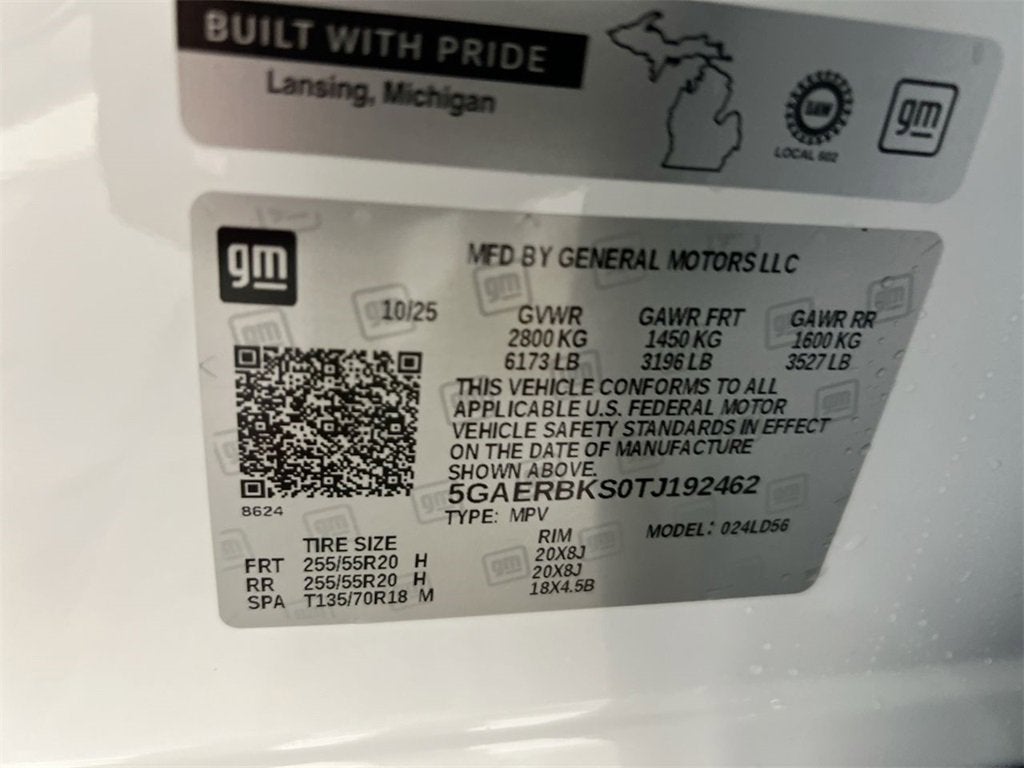 BUILT WITH PRIDE
Lansing, Michigan
UAW
LOCAL 602
gm
gm
MFD BY GENERAL MOTORS LLC
10/25
GVWR GAWR FRT GAWR RR
2800 KG 1450 KG 1600 KG
6173 LB 3196 LB 3527 LB
THIS VEHICLE CONFORMS TO ALL
APPLICABLE U.S. FEDERAL MOTOR
VEHICLE SAFETY STANDARDS IN EFFECT
ON THE DATE OF MANUFACTURE
SHOWN ABOVE.
5GAERBKS0TJ192462
8624
TYPE: MPV MODEL: 024LD56
TIRE SIZE RIM
FRT 255/55R20 H 20X8J
RR 255/55R20 H 20X8J
SPA T135/70R18 M 18X4.5B